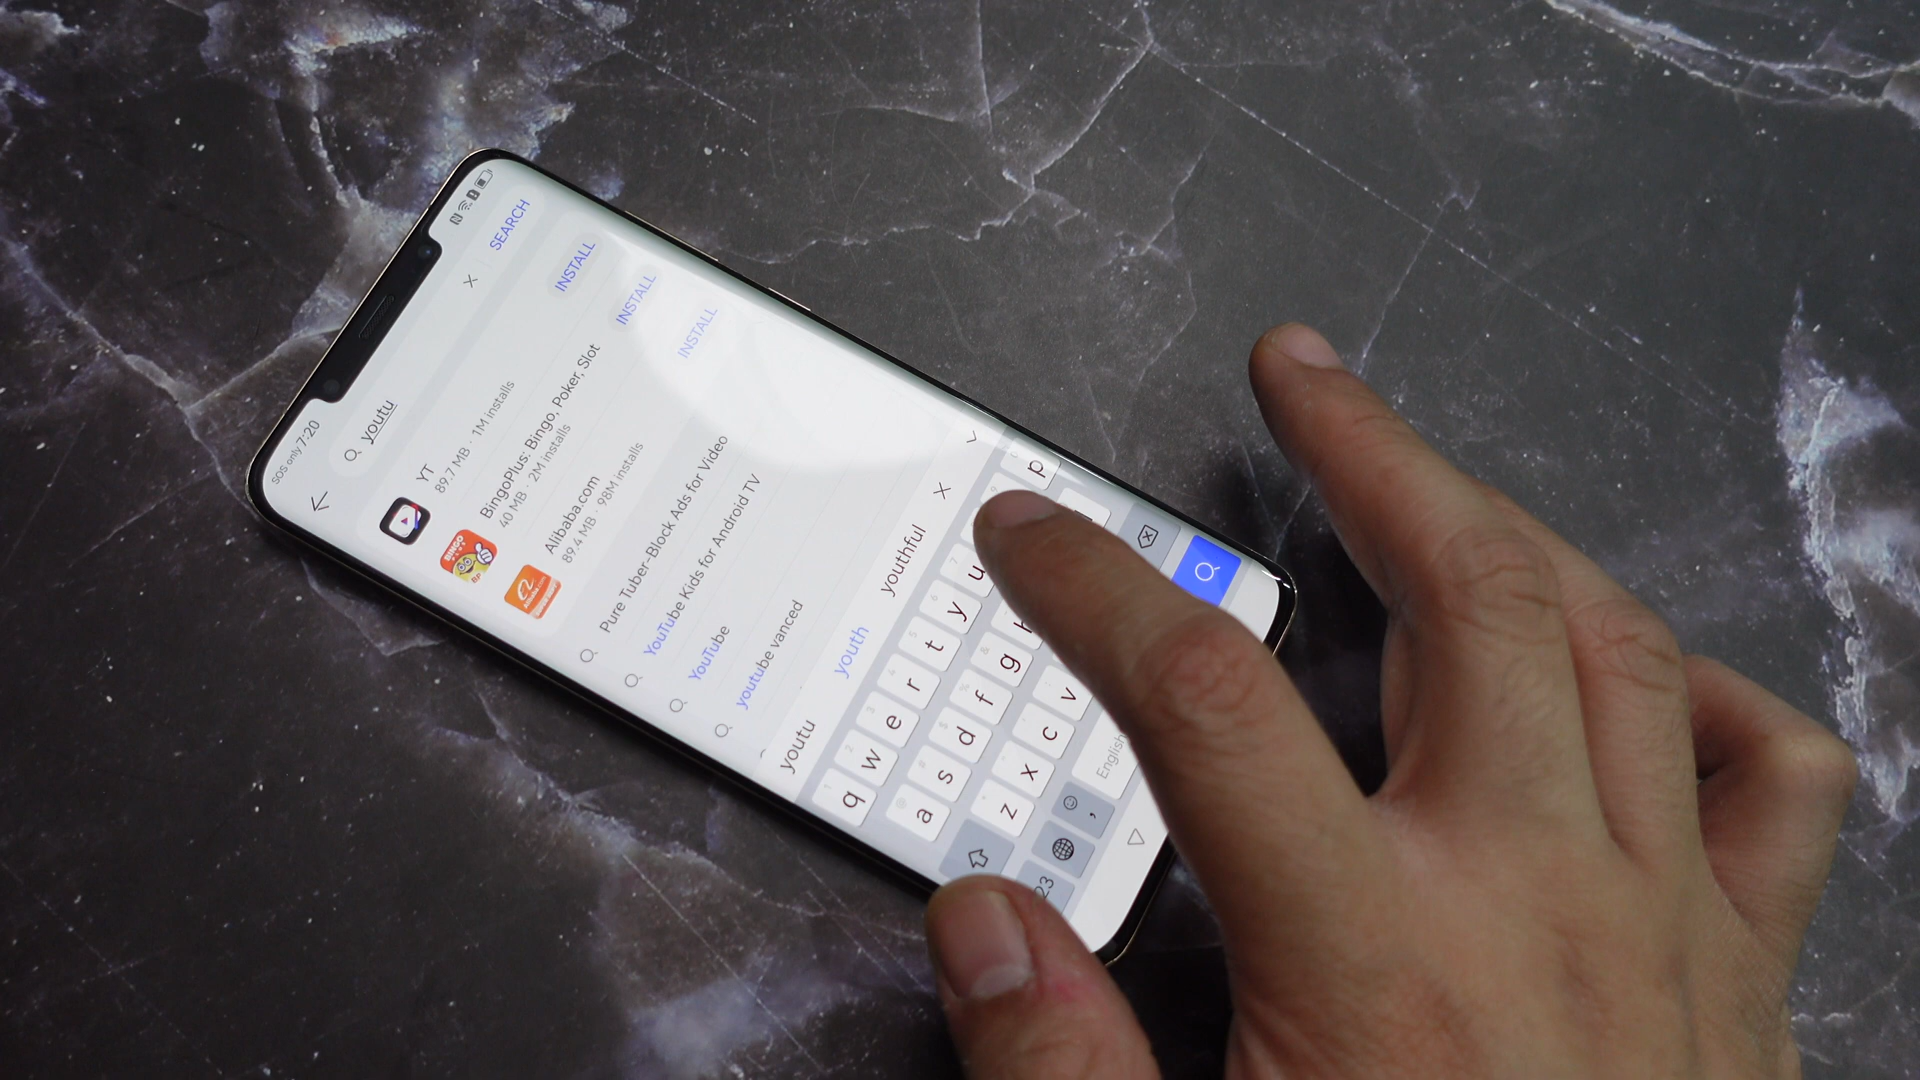 SOS only 7:20
youtu
SEARCH
YT
89.7 MB · 1M installs
INSTALL
BingoPlus: Bingo, Poker, Slot
40 MB · 2M installs
INSTALL
BINGO
Alibaba.com
89.4 MB · 98M installs
INSTALL
Pure Tuber-Block Ads for Video
YouTube Kids for Android TV
YouTube
youtube vanced
youtu
youth
youthful
q w e r t y u p
a s d f g
z x c v
, English